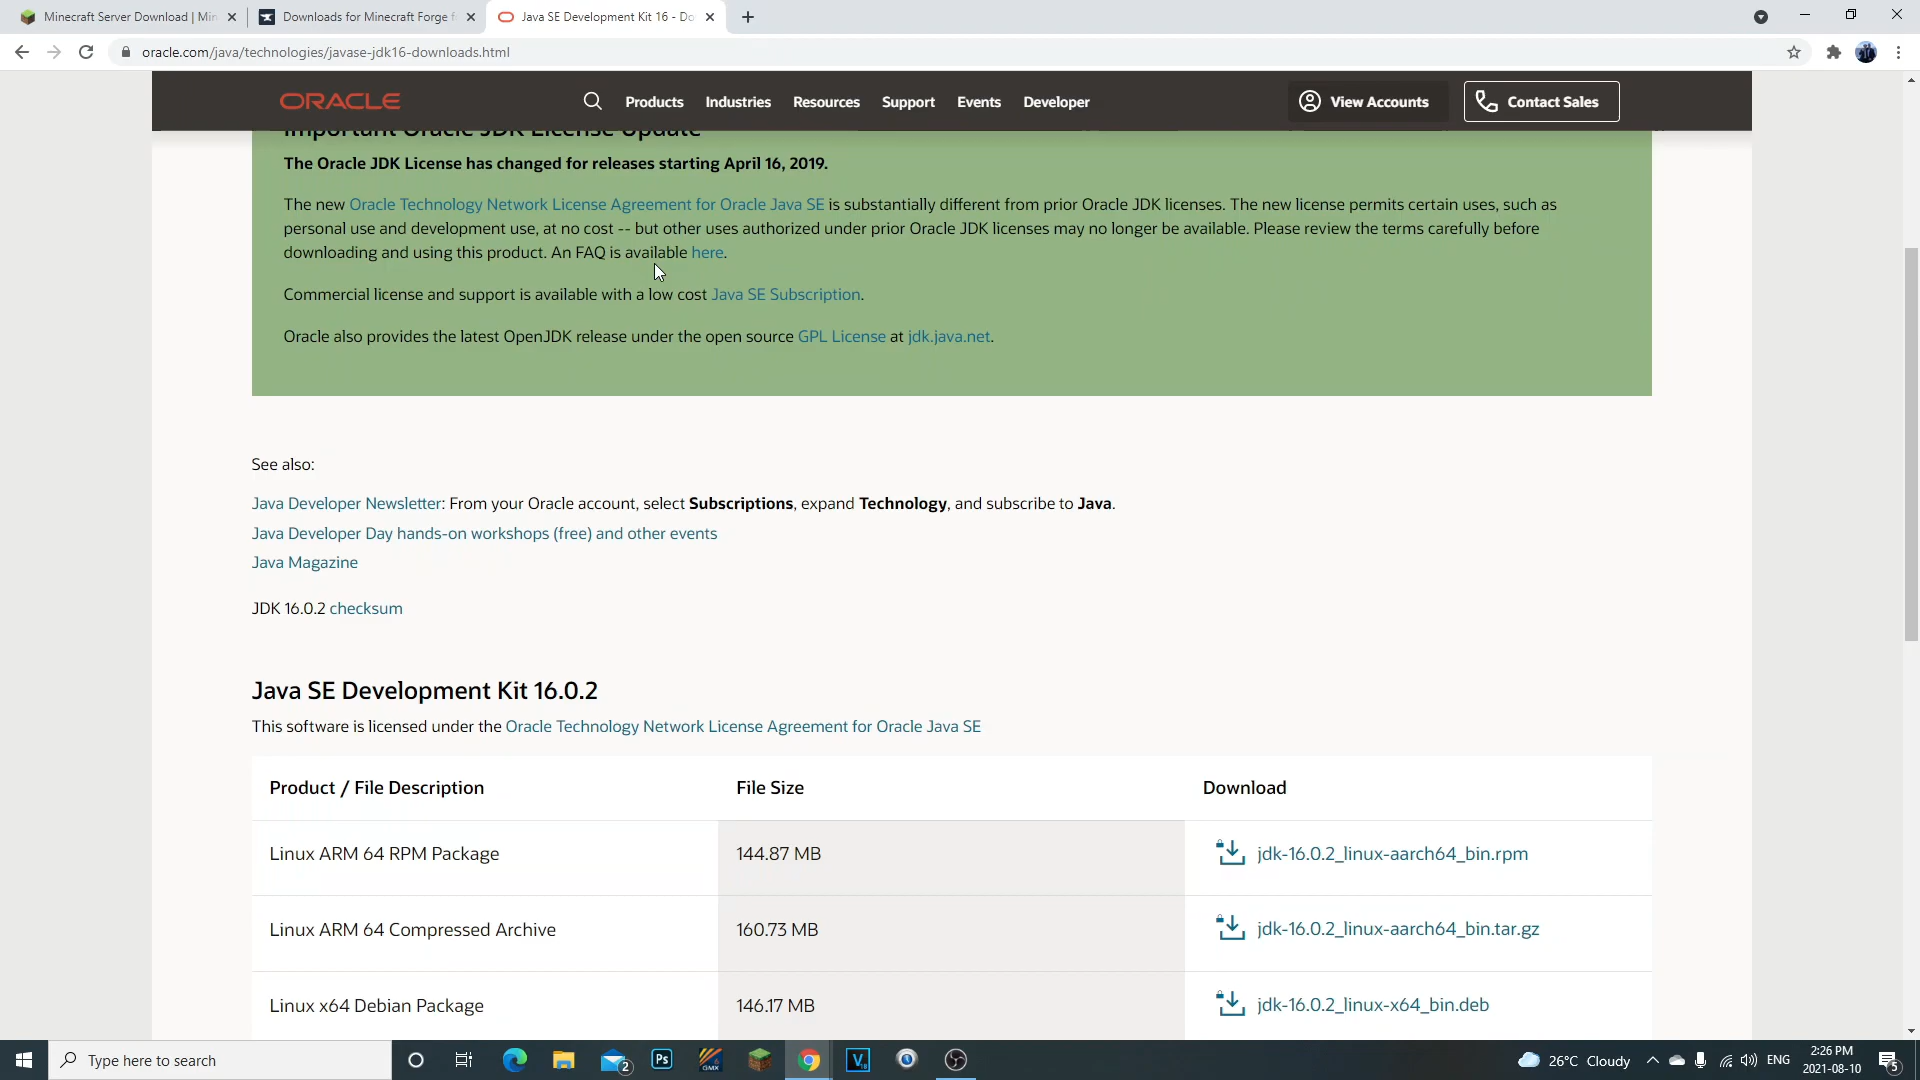 Minecraft Server Download | Min
Downloads for Minecraft Forge f
Java SE Development Kit 16 - Do
oracle.com/java/technologies/javase-jdk16-downloads.html
ORACLE
Products
Industries
Resources
Support
Events
Developer
View Accounts
Contact Sales
Important Oracle JDK License Update
The Oracle JDK License has changed for releases starting April 16, 2019.
The new Oracle Technology Network License Agreement for Oracle Java SE is substantially different from prior Oracle JDK licenses. The new license permits certain uses, such as
personal use and development use, at no cost -- but other uses authorized under prior Oracle JDK licenses may no longer be available. Please review the terms carefully before
downloading and using this product. An FAQ is available here.
Commercial license and support is available with a low cost Java SE Subscription.
Oracle also provides the latest OpenJDK release under the open source GPL License at jdk.java.net.
See also:
Java Developer Newsletter: From your Oracle account, select Subscriptions, expand Technology, and subscribe to Java.
Java Developer Day hands-on workshops (free) and other events
Java Magazine
JDK 16.0.2 checksum
Java SE Development Kit 16.0.2
This software is licensed under the Oracle Technology Network License Agreement for Oracle Java SE
Product / File Description
File Size
Download
Linux ARM 64 RPM Package
144.87 MB
jdk-16.0.2_linux-aarch64_bin.rpm
Linux ARM 64 Compressed Archive
160.73 MB
jdk-16.0.2_linux-aarch64_bin.tar.gz
Linux x64 Debian Package
146.17 MB
jdk-16.0.2_linux-x64_bin.deb
Type here to search
2
Ps
GMX
V
26°C Cloudy
ENG
2:26 PM
2021-08-10
5